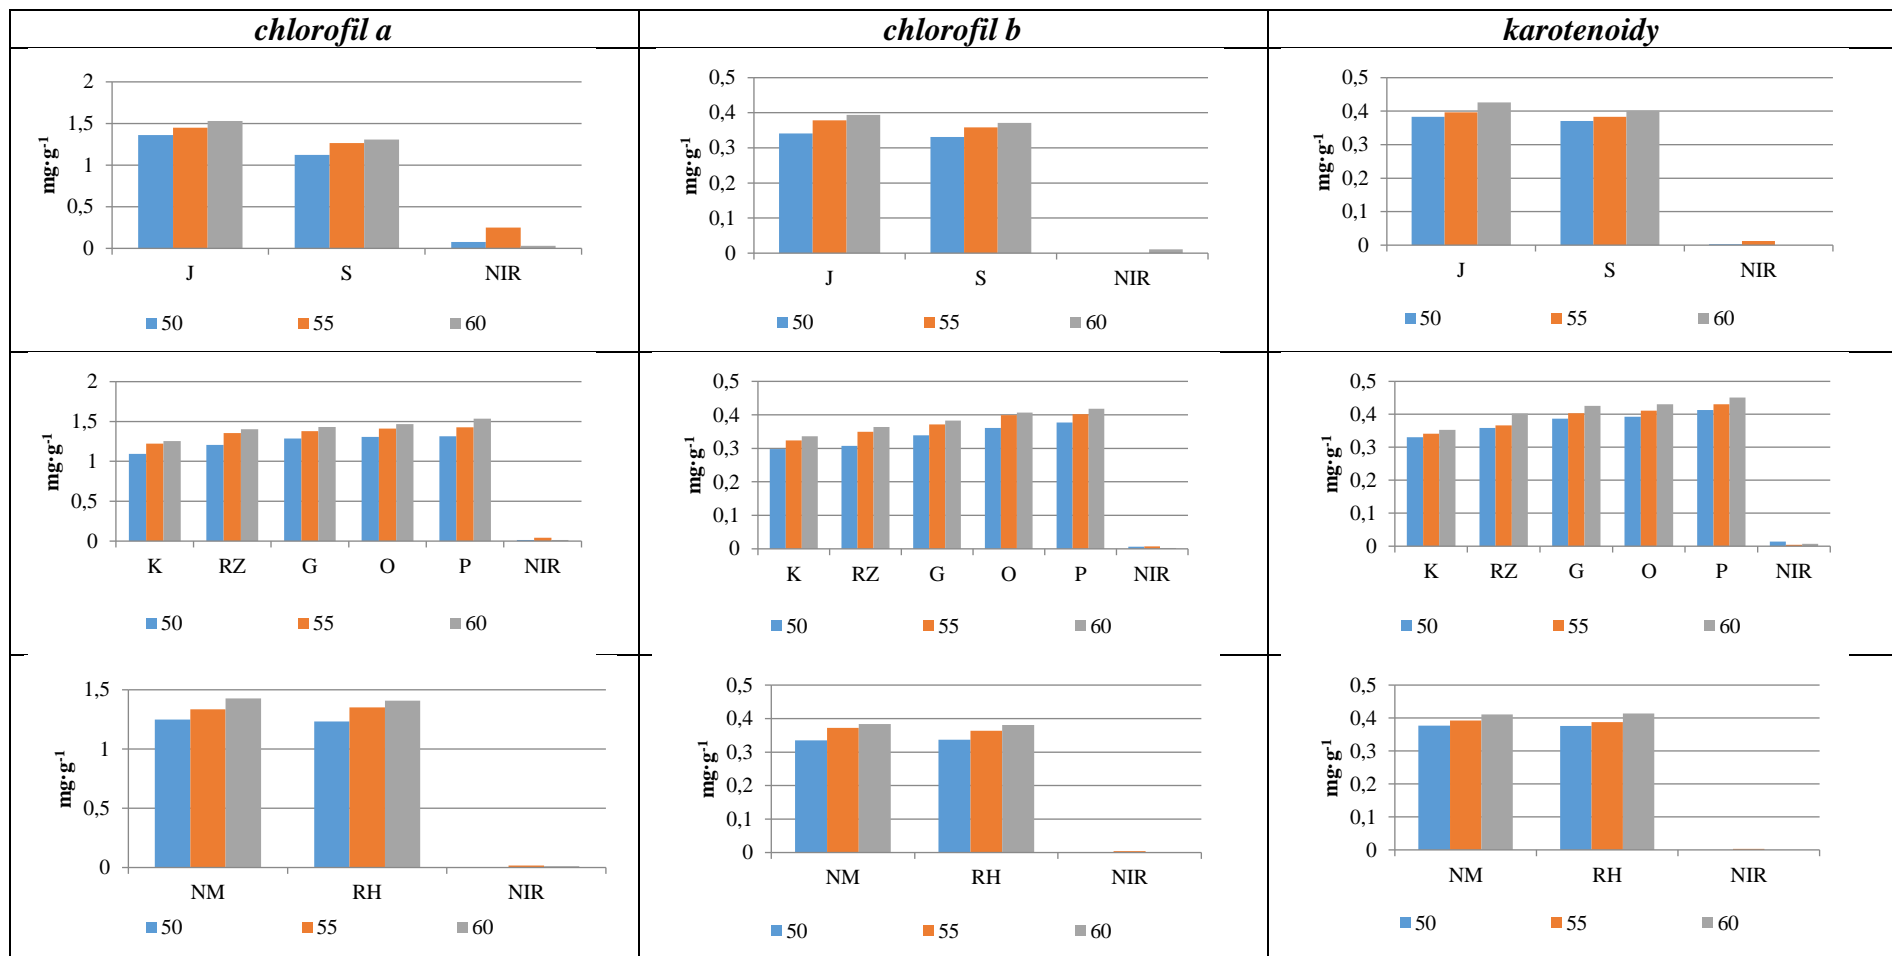 chlorofil a
chlorofil b
karotenoidy
mg·g-1
2
1,5
1
0,5
0
J S NIR
50 55 60
mg·g-1
0,5
0,4
0,3
0,2
0,1
0
J S NIR
50 55 60
mg·g-1
0,5
0,4
0,3
0,2
0,1
0
J S NIR
50 55 60
mg·g-1
2
1,5
1
0,5
0
K RZ G O P NIR
50 55 60
mg·g-1
0,5
0,4
0,3
0,2
0,1
0
K RZ G O P NIR
50 55 60
mg·g-1
0,5
0,4
0,3
0,2
0,1
0
K RZ G O P NIR
50 55 60
mg·g-1
1,5
1
0,5
0
NM RH NIR
50 55 60
mg·g-1
0,5
0,4
0,3
0,2
0,1
0
NM RH NIR
50 55 60
mg·g-1
0,5
0,4
0,3
0,2
0,1
0
NM RH NIR
50 55 60